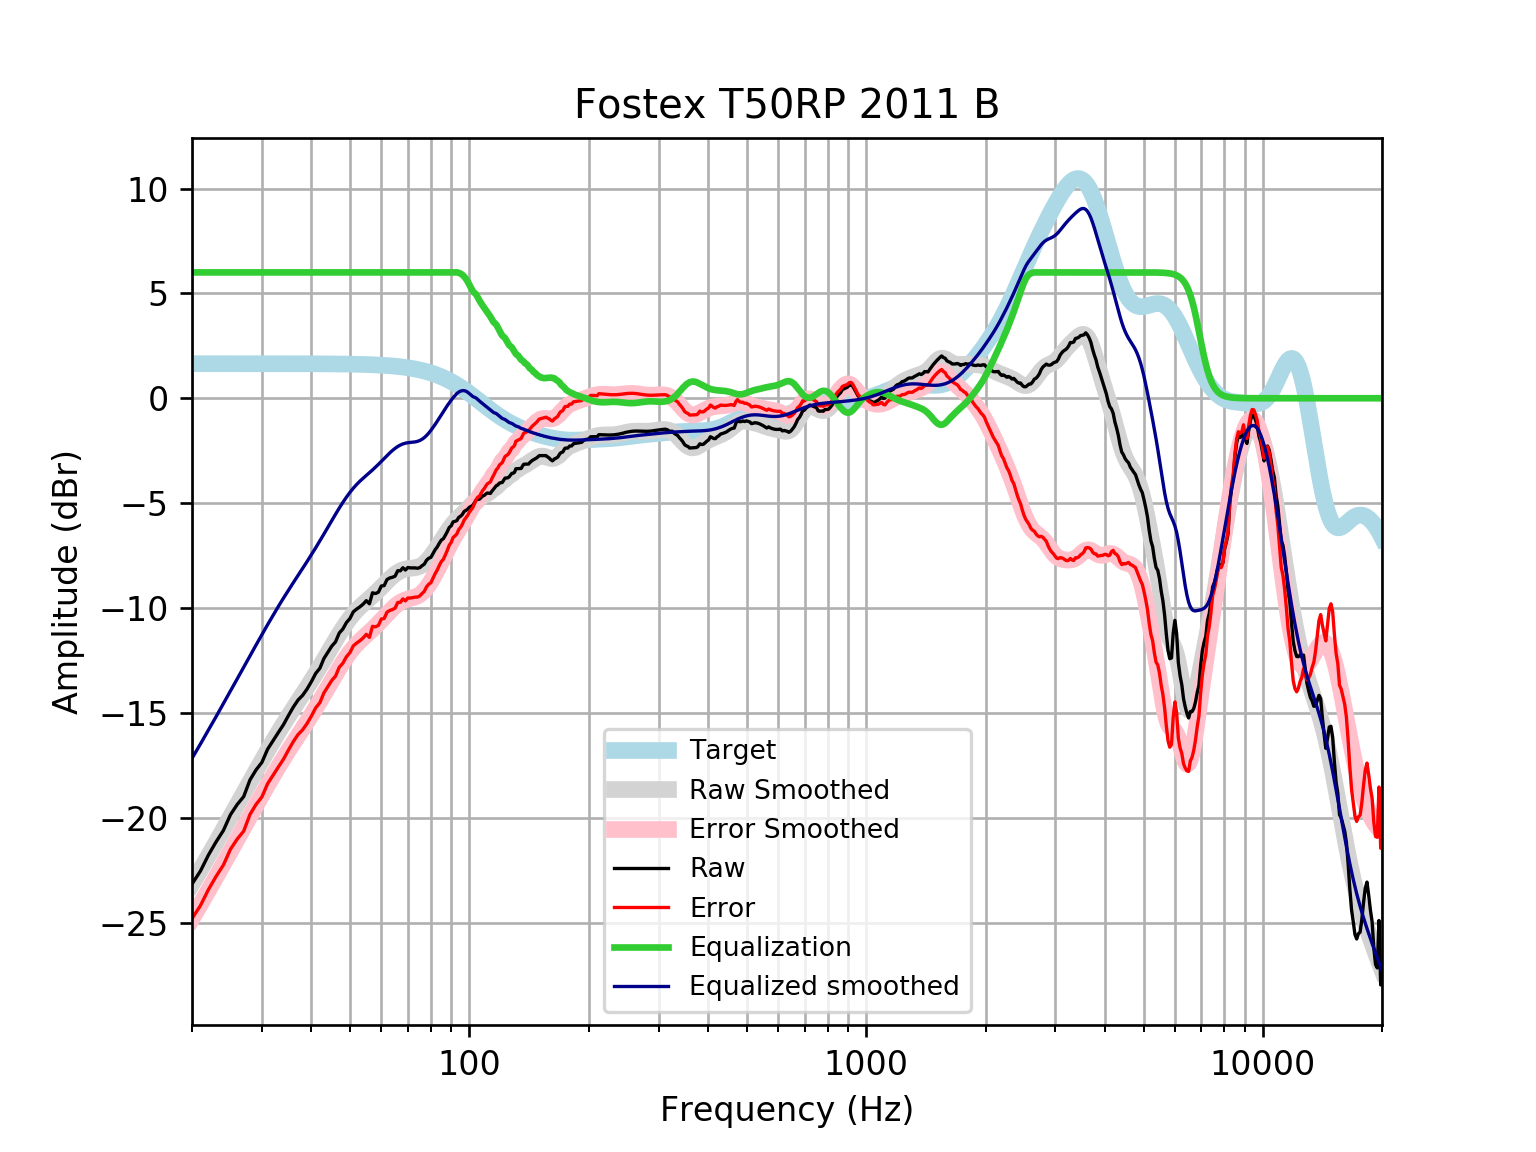 Fostex T50RP 2011 B
Amplitude (dBr)
10
5
0
−5
−10
−15
−20
−25
Target
Raw Smoothed
Error Smoothed
Raw
Error
Equalization
Equalized smoothed
100
1000
10000
Frequency (Hz)